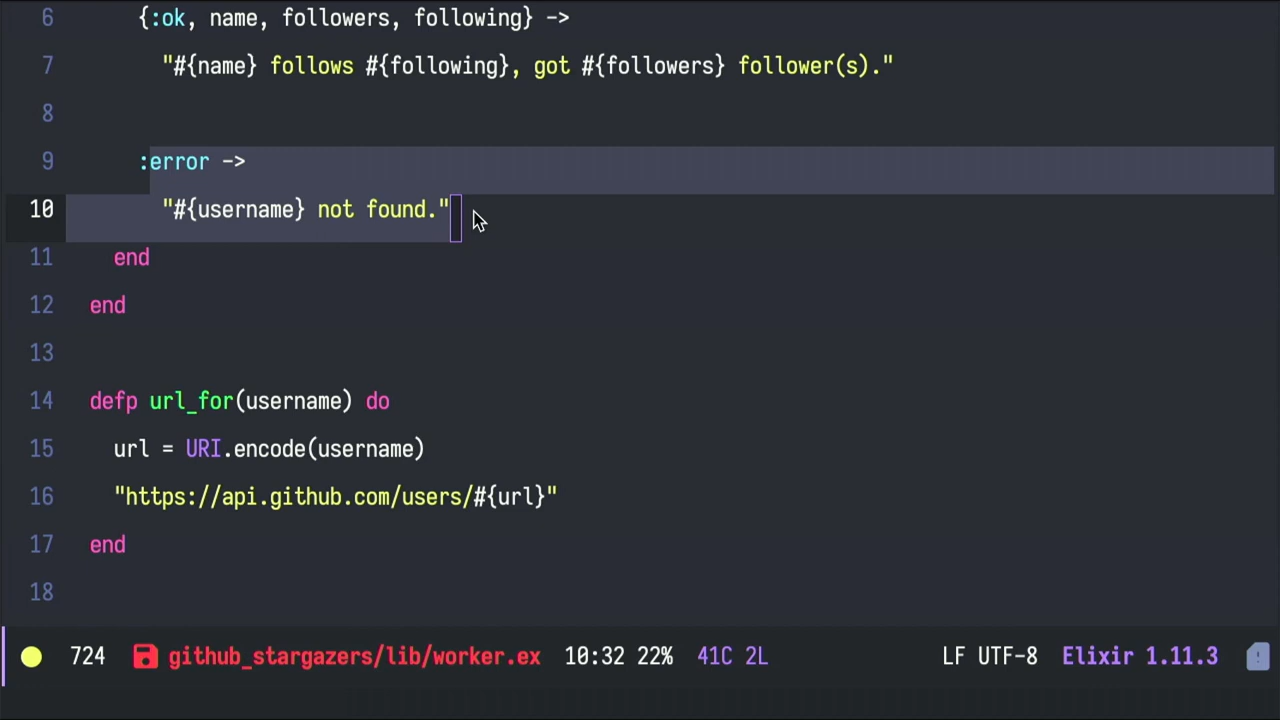 6 {:ok, name, followers, following} ->
7 "#{name} follows #{following}, got #{followers} follower(s)."
8
9 :error ->
10 "#{username} not found."
11 end
12 end
13
14 defp url_for(username) do
15 url = URI.encode(username)
16 "https://api.github.com/users/#{url}"
17 end
18
724 github_stargazers/lib/worker.ex 10:32 22% 41C 2L LF UTF-8 Elixir 1.11.3